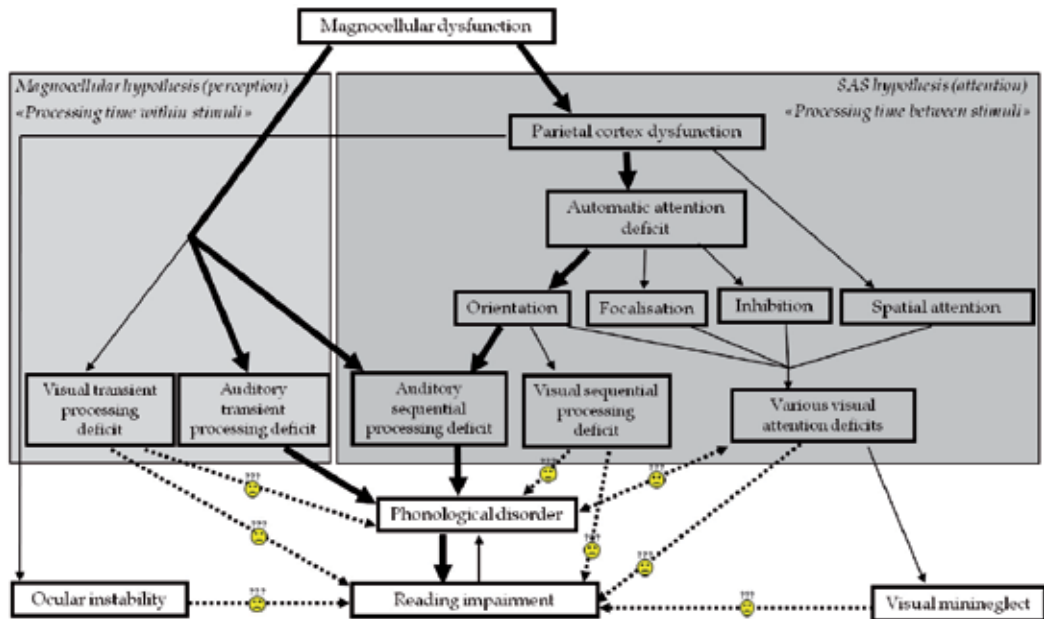 Magnocellular dysfunction
Magnocellular hypothesis (perception)
«Processing time within stimuli»
SAS hypothesis (attention)
«Processing time between stimuli»
Parietal cortex dysfunction
Automatic attention
deficit
Orientation
Focalisation
Inhibition
Spatial attention
Visual transient
processing
deficit
Auditory
transient
processing deficit
Auditory
sequential
processing deficit
Visual sequential
processing
deficit
Various visual
attention deficits
???
???
???
???
Phonological disorder
???
???
Ocular instability
???
Reading impairment
???
Visual minineglect